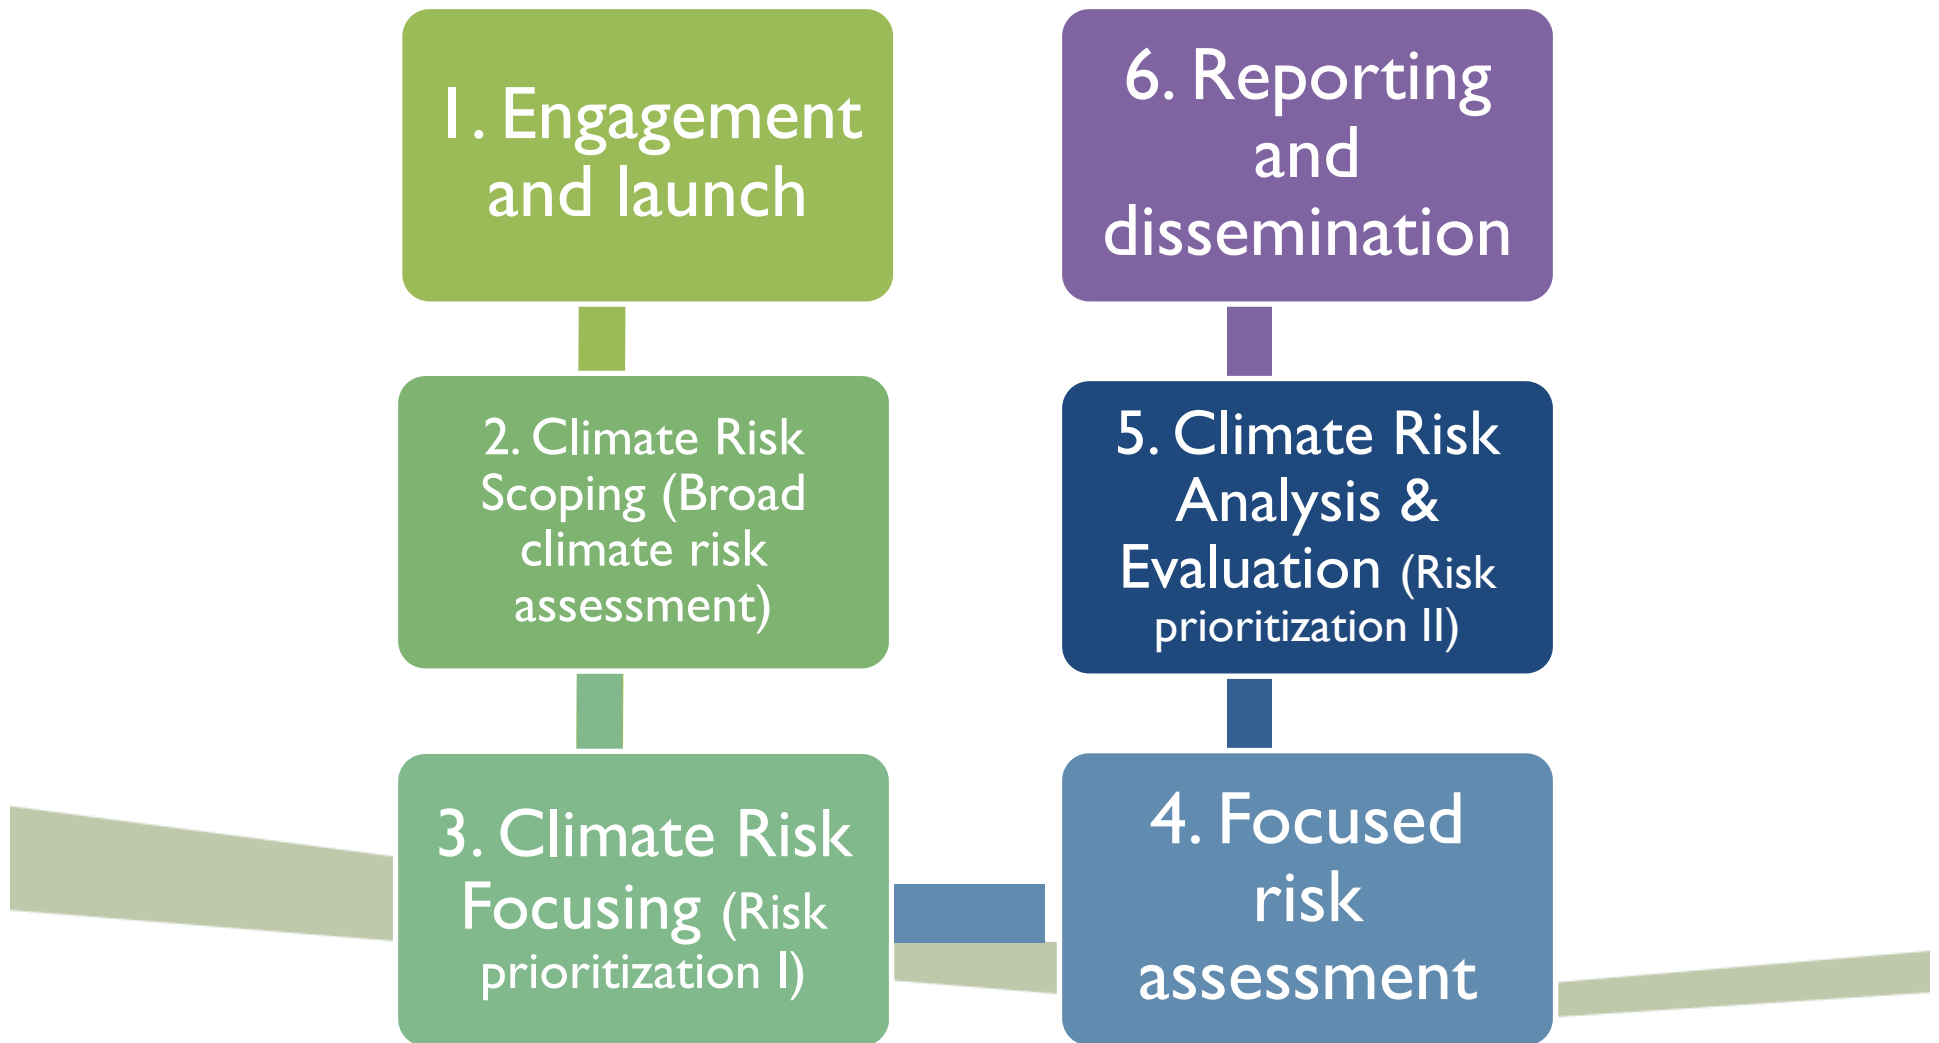 1. Engagement
and launch
2. Climate Risk
Scoping (Broad
climate risk
assessment)
3. Climate Risk
Focusing (Risk
prioritization I)
4. Focused
risk
assessment
5. Climate Risk
Analysis &
Evaluation (Risk
prioritization II)
6. Reporting
and
dissemination